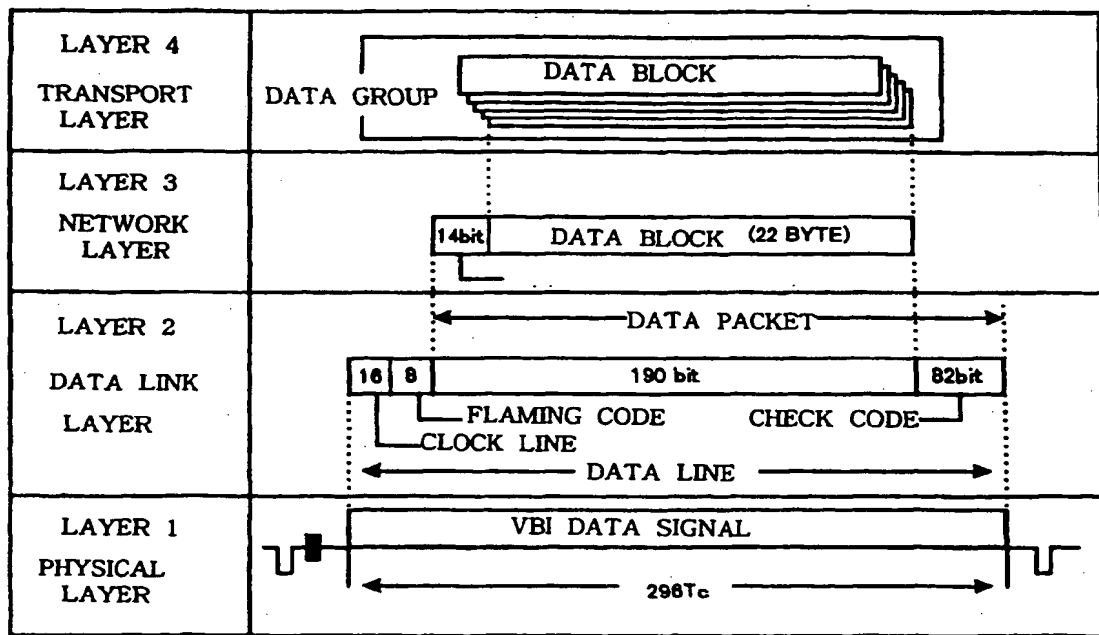 LAYER 4
TRANSPORT
LAYER
DATA GROUP
DATA BLOCK
LAYER 3
NETWORK
LAYER
14bit
DATA BLOCK (22 BYTE)
LAYER 2
DATA LINK
LAYER
DATA PACKET
16
8
190 bit
82bit
FLAMING CODE
CHECK CODE
CLOCK LINE
DATA LINE
LAYER 1
PHYSICAL
LAYER
VBI DATA SIGNAL
296Tc